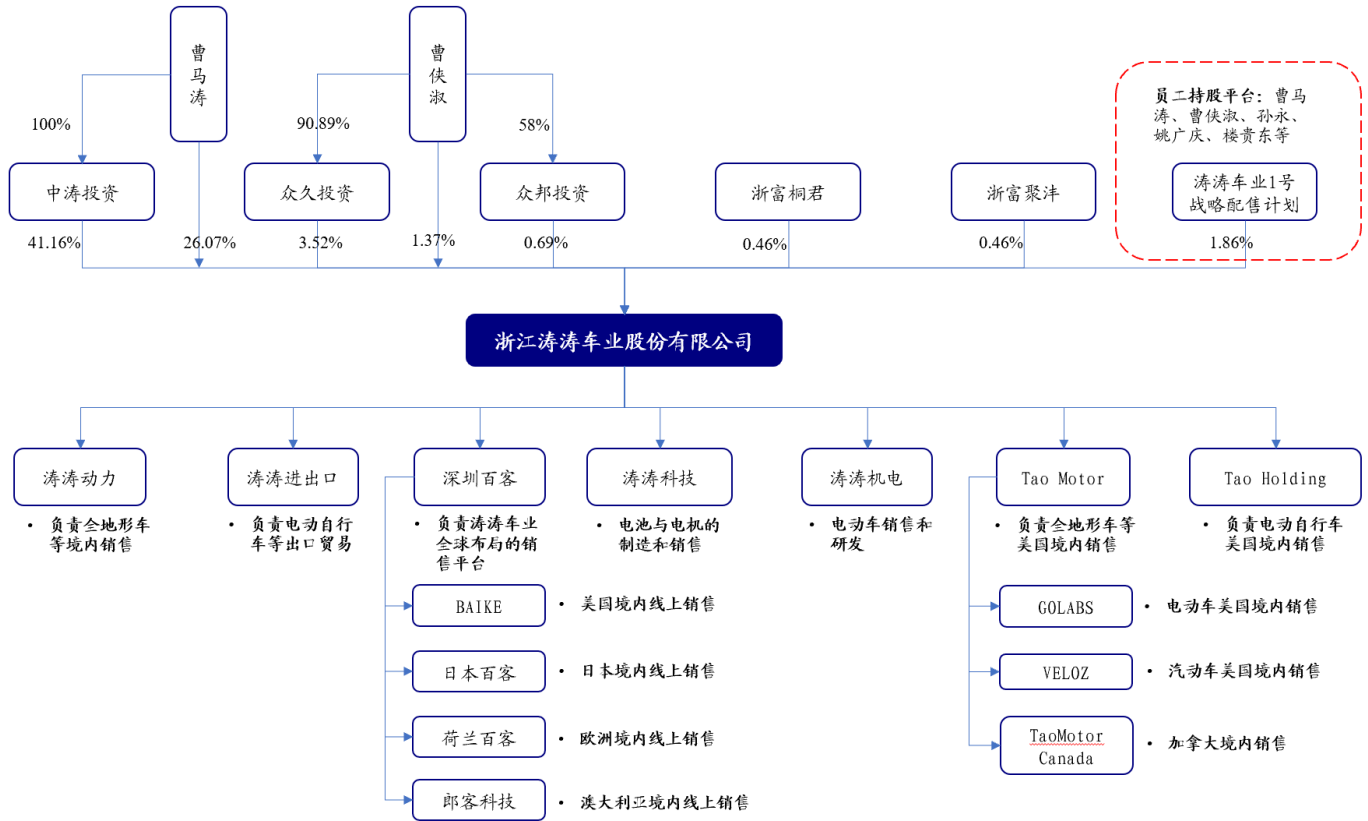 曹
马
涛
曹
侠
淑
员工持股平台：曹马
涛、曹侠淑、孙永、
姚广庆、楼贵东等
100%
90.89%
58%
中涛投资
众久投资
众邦投资
浙富桐君
浙富聚沣
涛涛车业1号
战略配售计划
41.16%
26.07%
3.52%
1.37%
0.69%
0.46%
0.46%
1.86%
浙江涛涛车业股份有限公司
涛涛动力
涛涛进出口
深圳百客
涛涛科技
涛涛机电
Tao Motor
Tao Holding
• 负责全地形车
等境内销售
• 负责电动自行
车等出口贸易
• 负责涛涛车业
全球布局的销
售平台
• 电池与电机的
制造和销售
• 电动车销售和
研发
• 负责全地形车等
美国境内销售
• 负责电动自行车
美国境内销售
BAIKE
• 美国境内线上销售
GOLABS
• 电动车美国境内销售
日本百客
• 日本境内线上销售
VELOZ
• 汽动车美国境内销售
荷兰百客
• 欧洲境内线上销售
TaoMotor
Canada
• 加拿大境内销售
郎客科技
• 澳大利亚境内线上销售